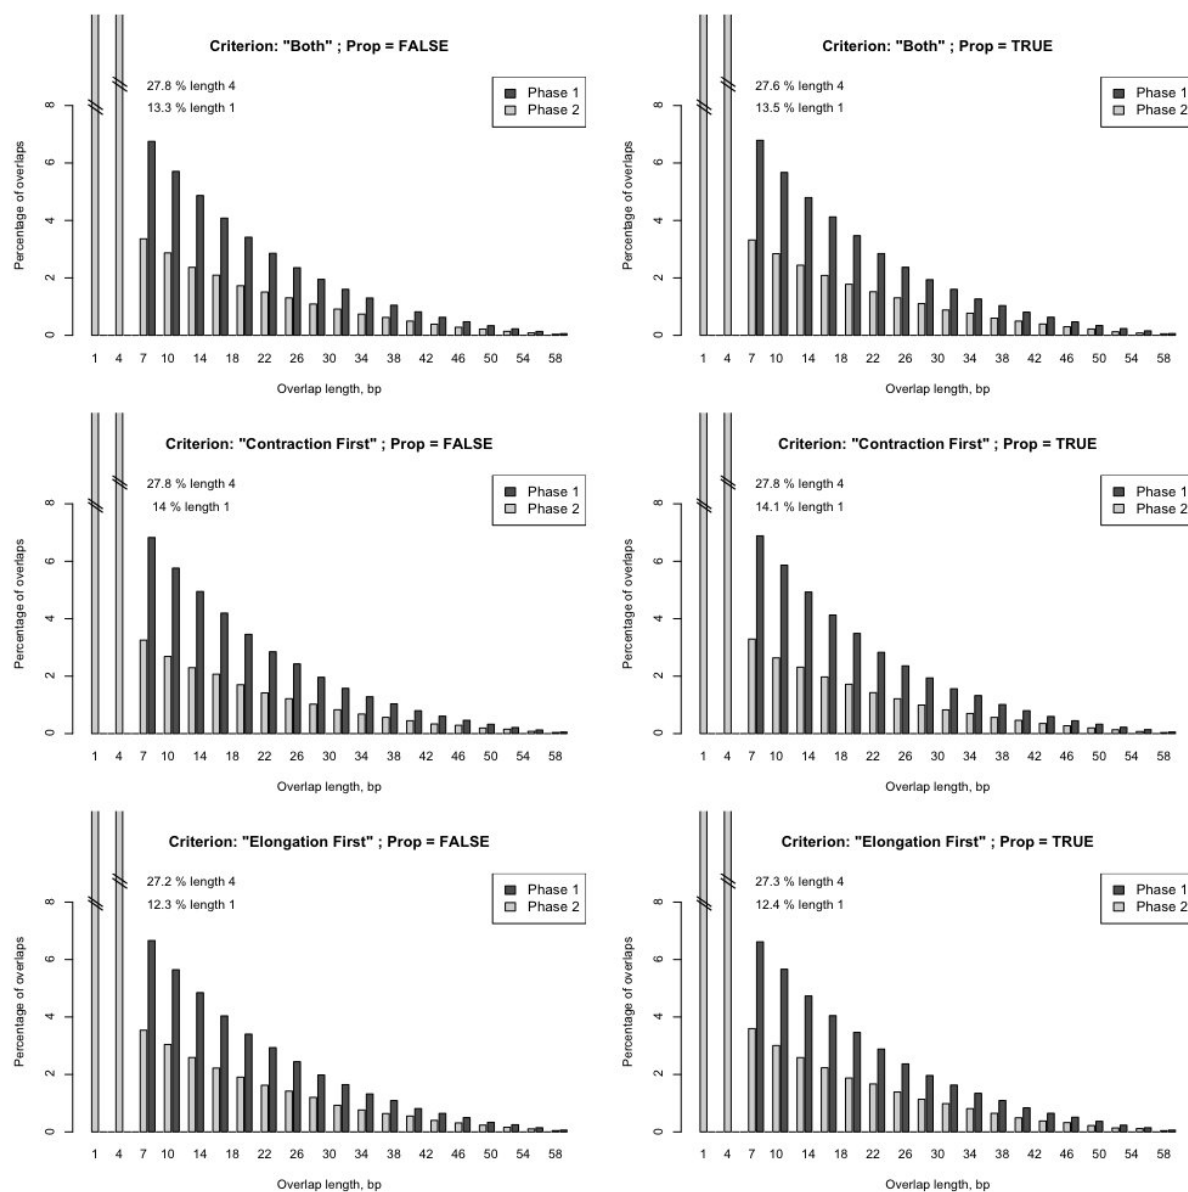 Criterion: "Both" ; Prop = FALSE
27.8 % length 4
13.3 % length 1
Phase 1
Phase 2
Percentage of overlaps
8
6
4
2
0
1 4 7 10 14 18 22 26 30 34 38 42 46 50 54 58
Overlap length, bp
Criterion: "Both" ; Prop = TRUE
27.6 % length 4
13.5 % length 1
Phase 1
Phase 2
Percentage of overlaps
8
6
4
2
0
1 4 7 10 14 18 22 26 30 34 38 42 46 50 54 58
Overlap length, bp
Criterion: "Contraction First" ; Prop = FALSE
27.8 % length 4
14 % length 1
Phase 1
Phase 2
Percentage of overlaps
8
6
4
2
0
1 4 7 10 14 18 22 26 30 34 38 42 46 50 54 58
Overlap length, bp
Criterion: "Contraction First" ; Prop = TRUE
27.8 % length 4
14.1 % length 1
Phase 1
Phase 2
Percentage of overlaps
8
6
4
2
0
1 4 7 10 14 18 22 26 30 34 38 42 46 50 54 58
Overlap length, bp
Criterion: "Elongation First" ; Prop = FALSE
27.2 % length 4
12.3 % length 1
Phase 1
Phase 2
Percentage of overlaps
8
6
4
2
0
1 4 7 10 14 18 22 26 30 34 38 42 46 50 54 58
Overlap length, bp
Criterion: "Elongation First" ; Prop = TRUE
27.3 % length 4
12.4 % length 1
Phase 1
Phase 2
Percentage of overlaps
8
6
4
2
0
1 4 7 10 14 18 22 26 30 34 38 42 46 50 54 58
Overlap length, bp